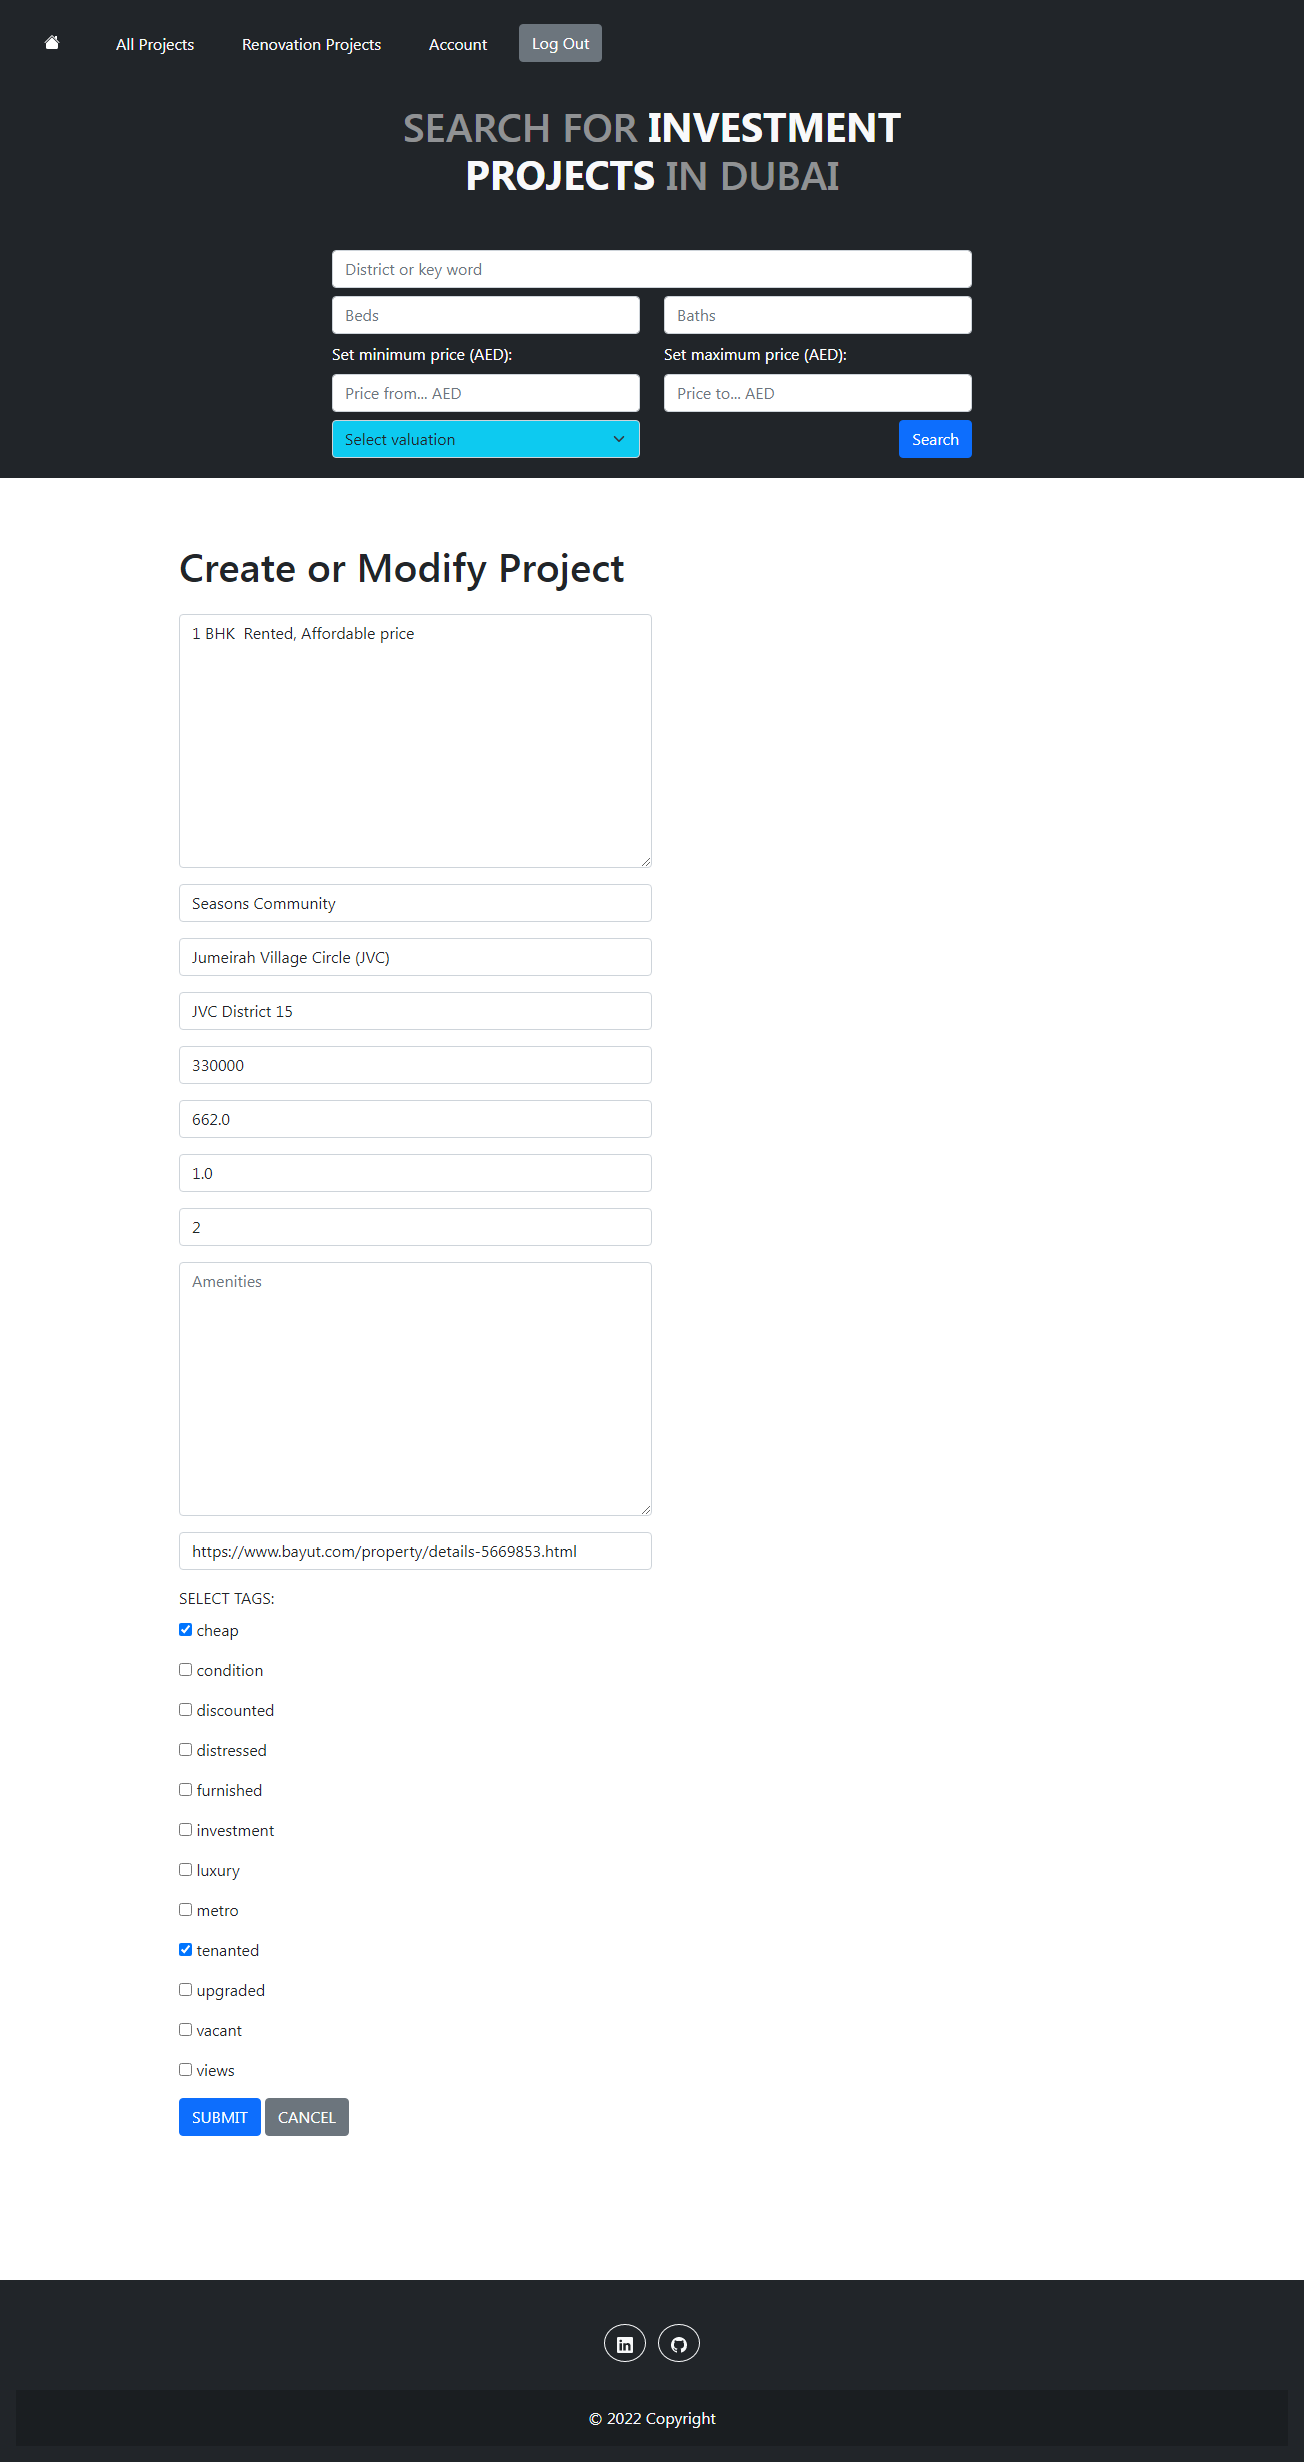 All Projects
Renovation Projects
Account
Log Out
SEARCH FOR INVESTMENT
PROJECTS IN DUBAI
District or key word
Beds
Baths
Set minimum price (AED):
Set maximum price (AED):
Price from... AED
Price to... AED
Select valuation
Search
Create or Modify Project
1 BHK  Rented, Affordable price
Seasons Community
Jumeirah Village Circle (JVC)
JVC District 15
330000
662.0
1.0
2
Amenities
https://www.bayut.com/property/details-5669853.html
SELECT TAGS:
cheap
condition
discounted
distressed
furnished
investment
luxury
metro
tenanted
upgraded
vacant
views
SUBMIT
CANCEL
© 2022 Copyright